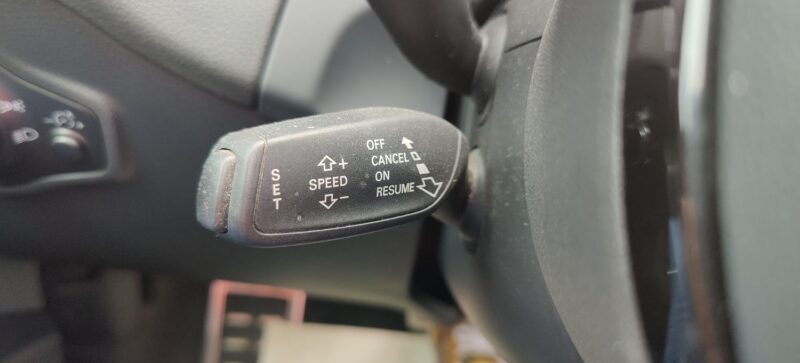 SET
+
SPEED
−
OFF
CANCEL
ON
RESUME